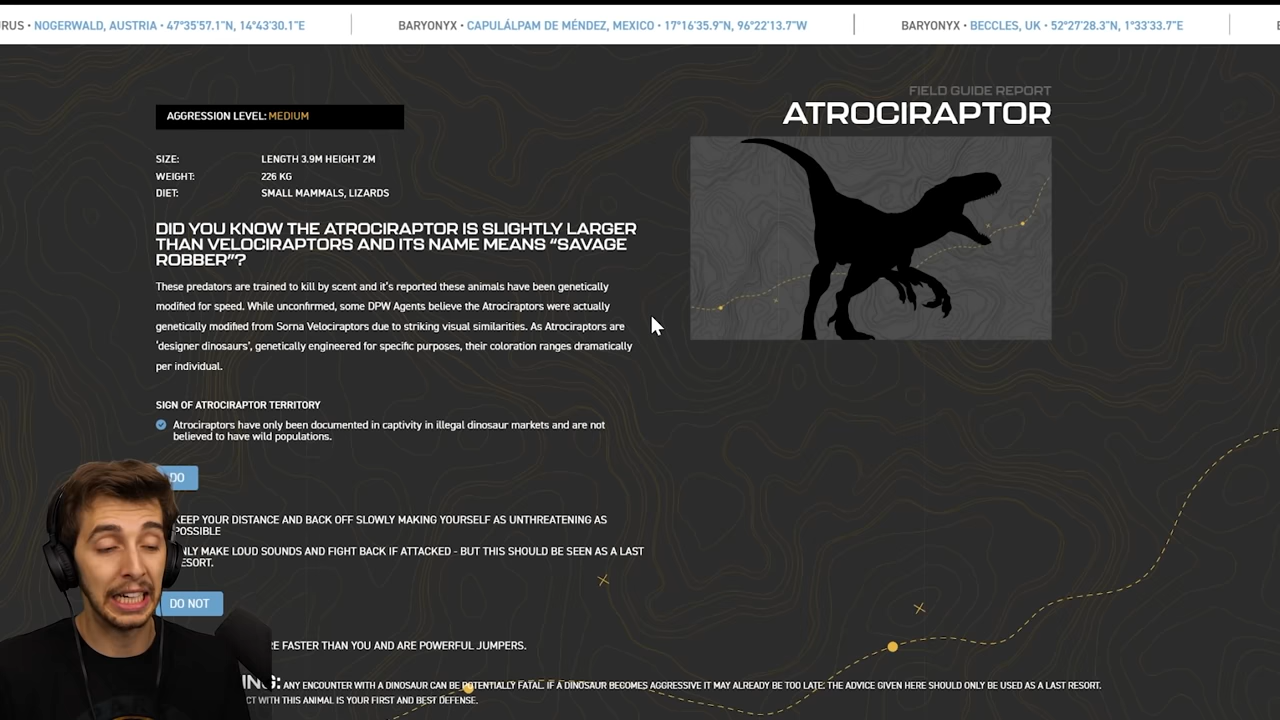 RUS • NOGERWALD, AUSTRIA • 47°35'57.1"N, 14°43'30.1"E
BARYONYX • CAPULÁLPAM DE MÉNDEZ, MEXICO • 17°16'35.9"N, 96°22'13.7"W
BARYONYX • BECCLES, UK • 52°27'28.3"N, 1°33'33.7"E
FIELD GUIDE REPORT
ATROCIRAPTOR
AGGRESSION LEVEL: MEDIUM
SIZE: LENGTH 3.9M HEIGHT 2M
WEIGHT: 226 KG
DIET: SMALL MAMMALS, LIZARDS
DID YOU KNOW THE ATROCIRAPTOR IS SLIGHTLY LARGER
THAN VELOCIRAPTORS AND ITS NAME MEANS “SAVAGE
ROBBER”?
These predators are trained to kill by scent and it’s reported these animals have been genetically
modified for speed. While unconfirmed, some DPW Agents believe the Atrociraptors were actually
genetically modified from Sorna Velociraptors due to striking visual similarities. As Atrociraptors are
‘designer dinosaurs’, genetically engineered for specific purposes, their coloration ranges dramatically
per individual.
SIGN OF ATROCIRAPTOR TERRITORY
Atrociraptors have only been documented in captivity in illegal dinosaur markets and are not
believed to have wild populations.
DO
KEEP YOUR DISTANCE AND BACK OFF SLOWLY MAKING YOURSELF AS UNTHREATENING AS
POSSIBLE
NLY MAKE LOUD SOUNDS AND FIGHT BACK IF ATTACKED - BUT THIS SHOULD BE SEEN AS A LAST
ESORT.
DO NOT
RE FASTER THAN YOU AND ARE POWERFUL JUMPERS.
ING: ANY ENCOUNTER WITH A DINOSAUR CAN BE POTENTIALLY FATAL. IF A DINOSAUR BECOMES AGGRESSIVE IT MAY ALREADY BE TOO LATE. THE ADVICE GIVEN HERE SHOULD ONLY BE USED AS A LAST RESORT.
CT WITH THIS ANIMAL IS YOUR FIRST AND BEST DEFENSE.